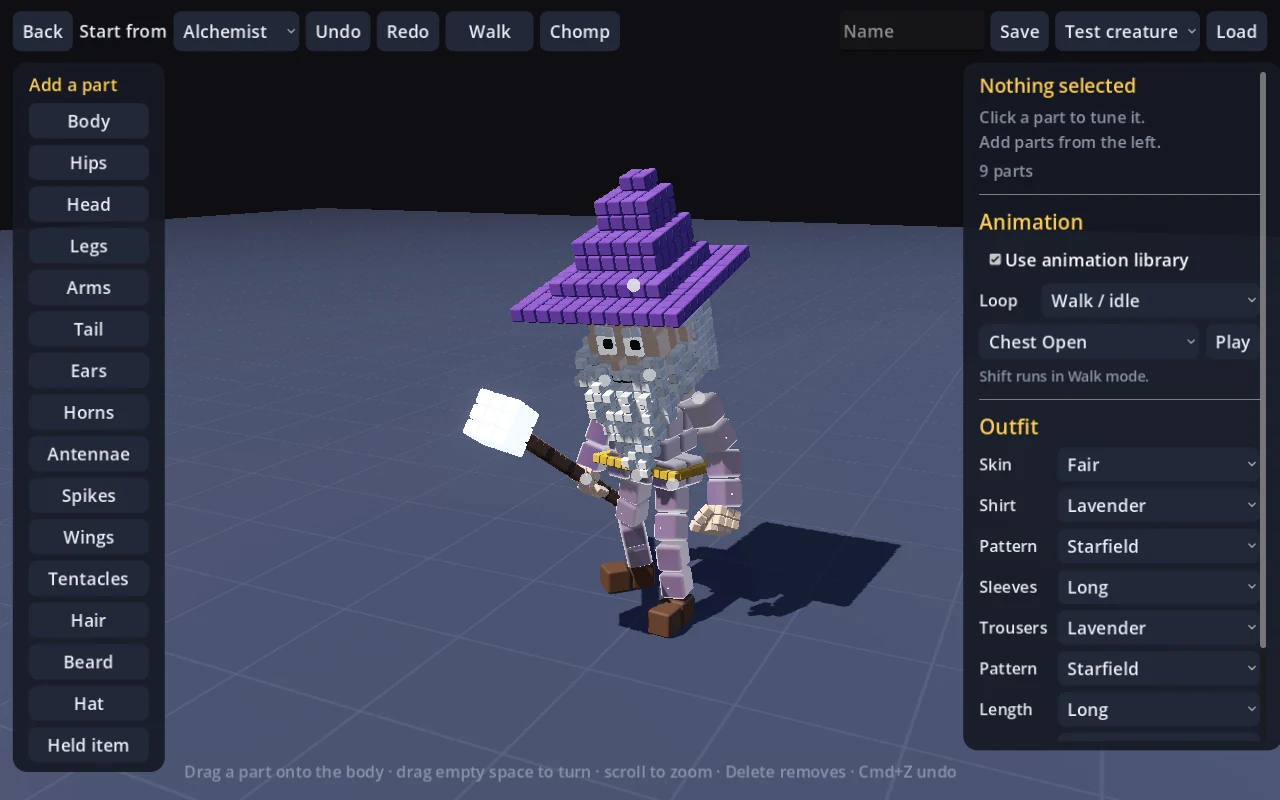 Back Start from Alchemist Undo Redo Walk Chomp Name Save Test creature Load
Add a part
Body
Hips
Head
Legs
Arms
Tail
Ears
Horns
Antennae
Spikes
Wings
Tentacles
Hair
Beard
Hat
Held item
Nothing selected
Click a part to tune it.
Add parts from the left.
9 parts
Animation
Use animation library
Loop Walk / idle
Chest Open Play
Shift runs in Walk mode.
Outfit
Skin Fair
Shirt Lavender
Pattern Starfield
Sleeves Long
Trousers Lavender
Pattern Starfield
Length Long
Drag a part onto the body · drag empty space to turn · scroll to zoom · Delete removes · Cmd+Z undo